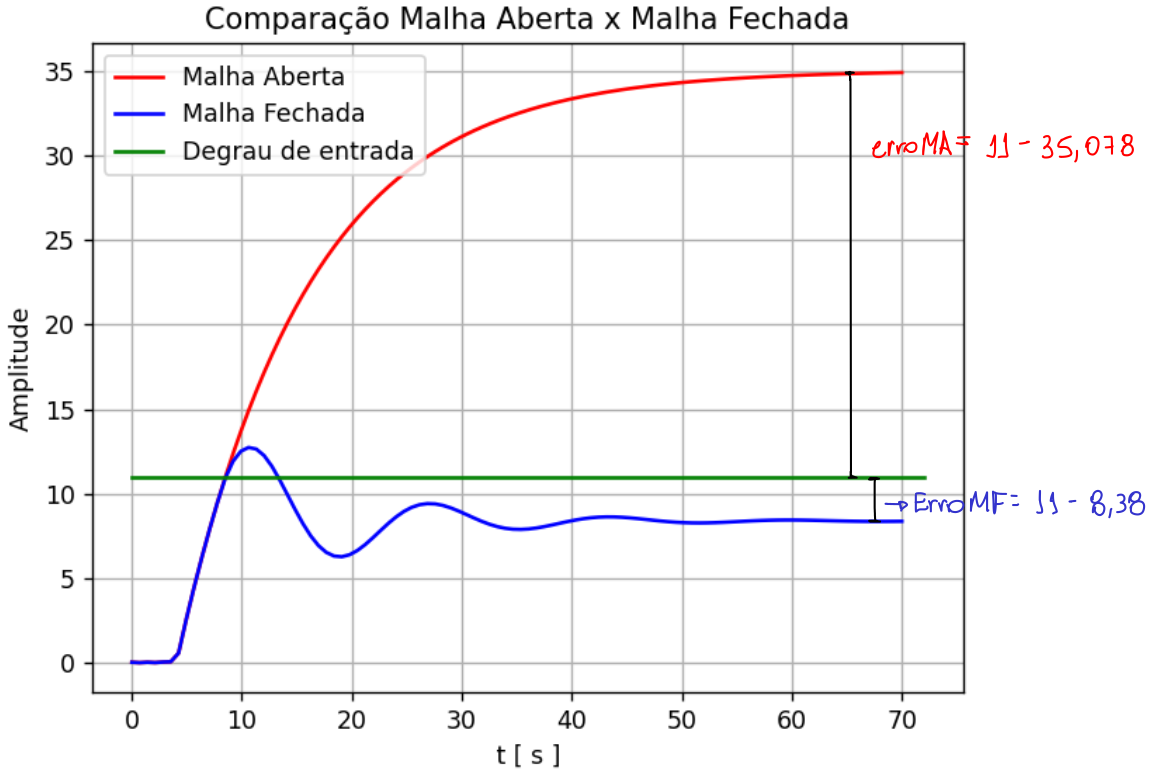 Comparação Malha Aberta x Malha Fechada
Malha Aberta
Malha Fechada
Degrau de entrada
Amplitude
35
30
25
20
15
10
5
0
erroMA= 11 - 35,078
→ ErroMF= 11 - 8,38
0 10 20 30 40 50 60 70
t [ s ]